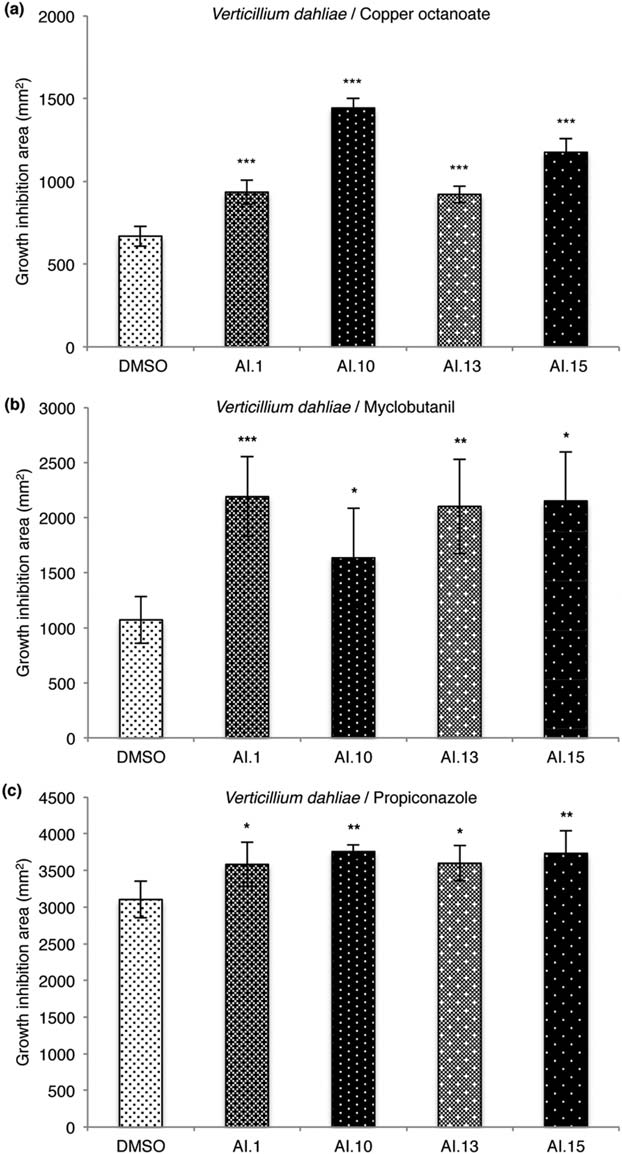 (a)
Verticillium dahliae / Copper octanoate
Growth inhibition area (mm²)
2000
1500
1000
500
0
***
***
***
***
DMSO AI.1 AI.10 AI.13 AI.15
(b)
Verticillium dahliae / Myclobutanil
Growth inhibition area (mm²)
3000
2500
2000
1500
1000
500
0
***
*
**
*
DMSO AI.1 AI.10 AI.13 AI.15
(c)
Verticillium dahliae / Propiconazole
Growth inhibition area (mm²)
4500
4000
3500
3000
2500
2000
1500
1000
500
0
*
**
*
**
DMSO AI.1 AI.10 AI.13 AI.15